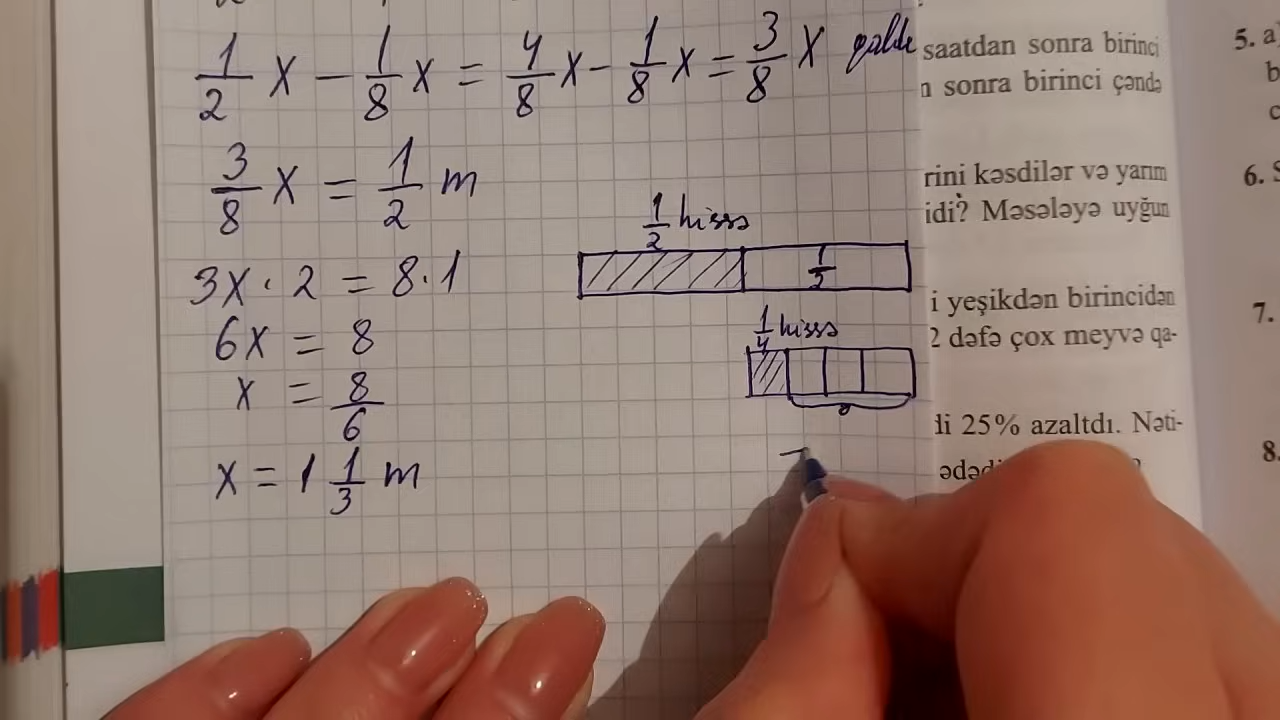 1/2 x − 1/8 x = 4/8 x − 1/8 x = 3/8 x qaldı
3/8 x = 1/2 m
3x · 2 = 8 · 1
6x = 8
x = 8/6
x = 1 1/3 m
1/2 hissə
1/2
1/4 hissə
saatdan sonra birinci
n sonra birinci çəndə
rini kəsdilər və yarım
idi? Məsələyə uyğun
i yeşikdən birincidən
2 dəfə çox meyvə qa-
di 25% azaltdı. Nəti-
5. a
b
c
6. S
7.
8.